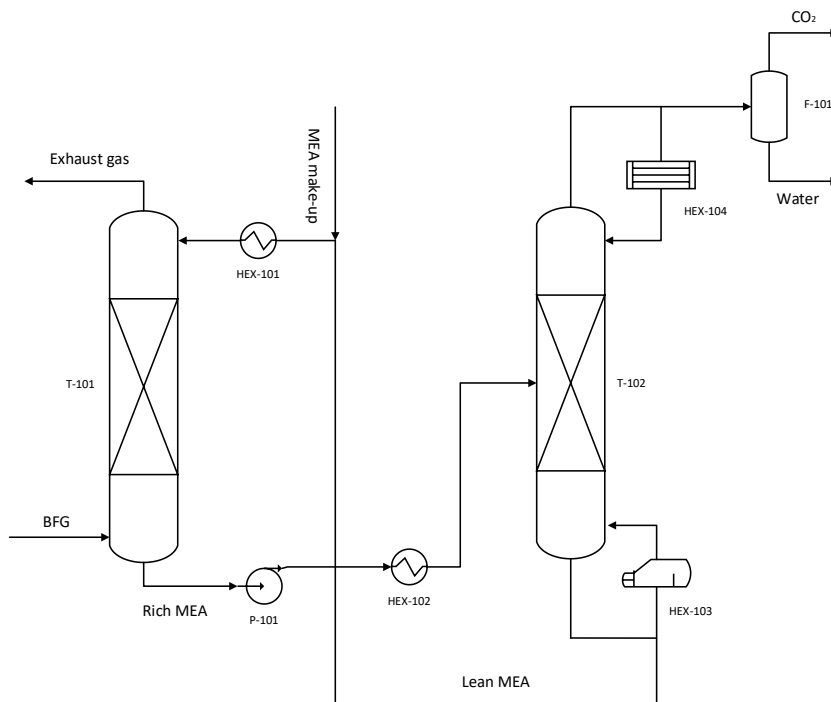 CO₂
F-101
Exhaust gas
MEA make-up
Water
HEX-104
HEX-101
T-101
T-102
BFG
Rich MEA
P-101
HEX-102
HEX-103
Lean MEA